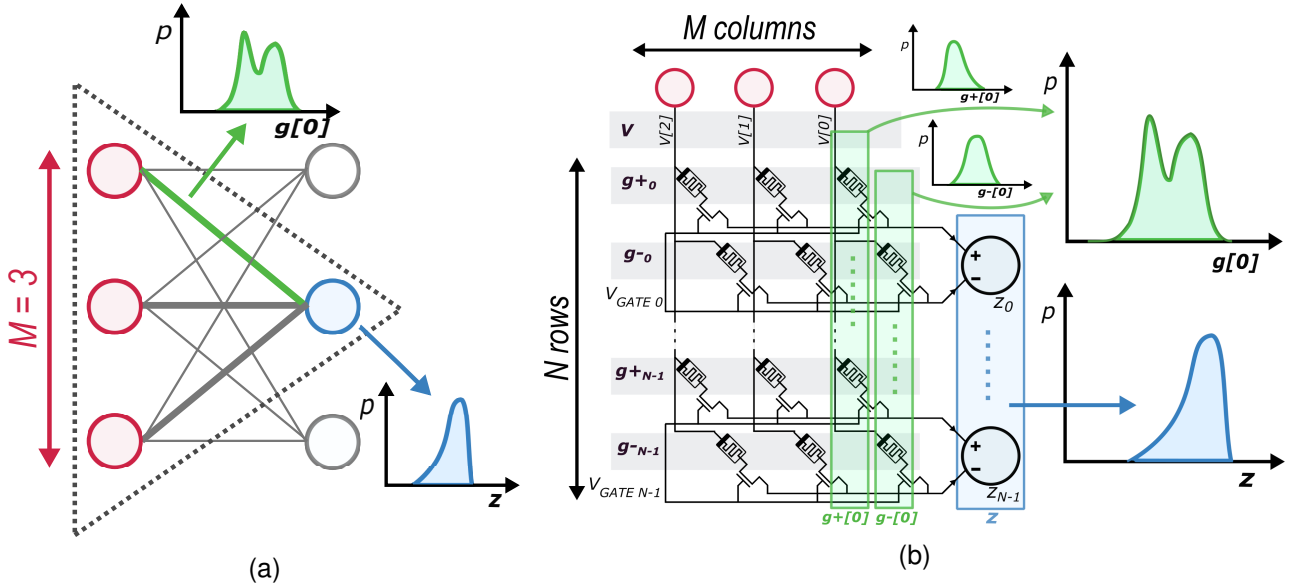 p
g[0]
M = 3
p
z
(a)
M columns
N rows
V
V[2]
V[1]
V[0]
g+0
g-0
VGATE 0
g+N-1
g-N-1
VGATE N-1
+
−
z0
+
−
zN-1
g+[0]
g-[0]
z
p
g+[0]
p
g-[0]
p
g[0]
p
z
(b)